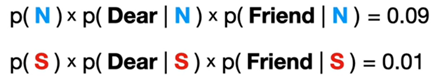 p( N ) x p( Dear | N ) x p( Friend | N ) = 0.09
p( S ) x p( Dear | S ) x p( Friend | S ) = 0.01